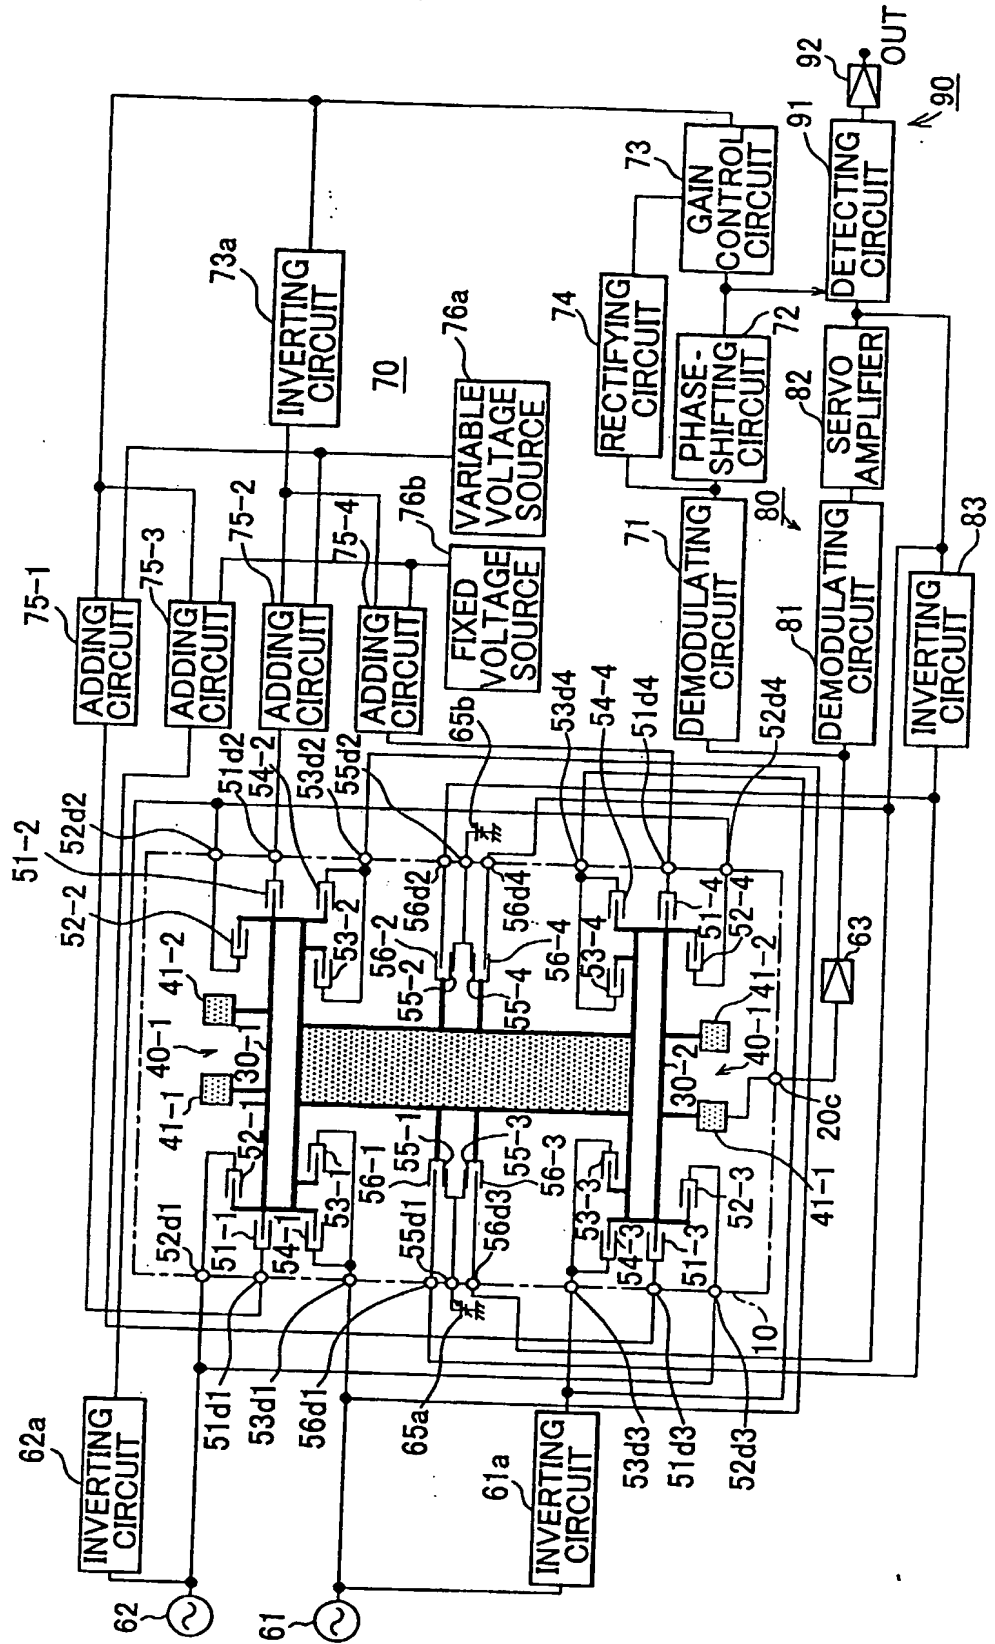 75-1
ADDING
CIRCUIT
75-3
ADDING
CIRCUIT
75-2
ADDING
CIRCUIT
75-4
ADDING
CIRCUIT
73a
INVERTING
CIRCUIT
70
76a
VARIABLE
VOLTAGE
SOURCE
76b
FIXED
VOLTAGE
SOURCE
74
RECTIFYING
CIRCUIT
73
GAIN
CONTROL
CIRCUIT
72
PHASE-
SHIFTING
CIRCUIT
71
DEMODULATING
CIRCUIT
80
81
DEMODULATING
CIRCUIT
82
SERVO
AMPLIFIER
91
DETECTING
CIRCUIT
92
OUT
90
83
INVERTING
CIRCUIT
51-2
52d2
52-2
51d2
54-2
53d2
55d2
65b
53d4
54-4
51d4
52d4
41-2
53-2
56-2
56d2
55-2
56d4
55-4
56-4
53-4
51-4
52-4
41-2
63
40-1
30-1
41-1
30-2
40-1
20c
41-1
52-1
52d1
51-1
54-1
53-1
56-1
55-1
55d1
55-3
56d3
56-3
53-3
54-3
51-3
52-3
10
51d1
53d1
56d1
65a
53d3
51d3
52d3
62a
INVERTING
CIRCUIT
62
61
61a
INVERTING
CIRCUIT